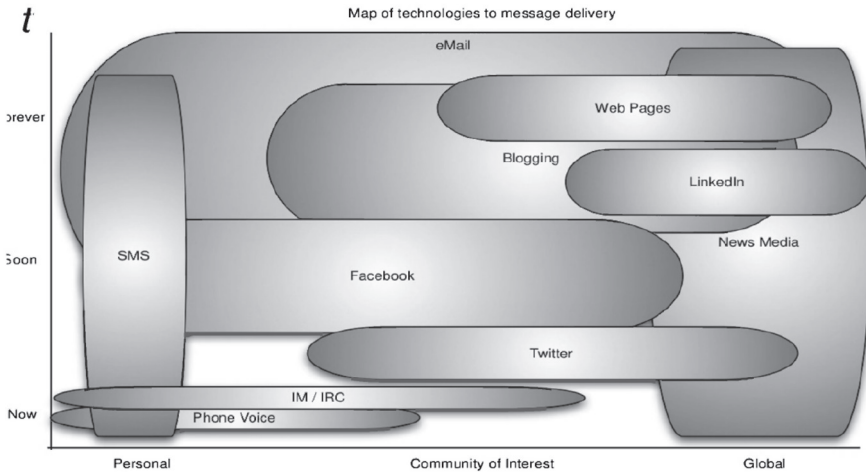 Map of technologies to message delivery
t
eMail
Web Pages
orever
Blogging
LinkedIn
News Media
SMS
Soon
Facebook
Twitter
IM / IRC
Now
Phone Voice
Personal
Community of Interest
Global